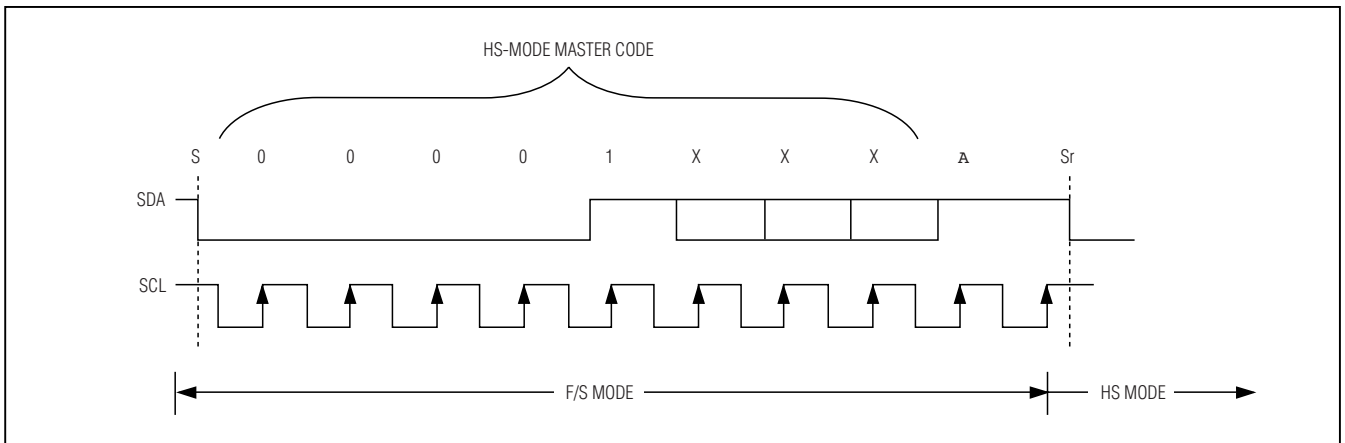 HS-MODE MASTER CODE
S 0 0 0 0 1 X X X A Sr
SDA
SCL
F/S MODE
HS MODE